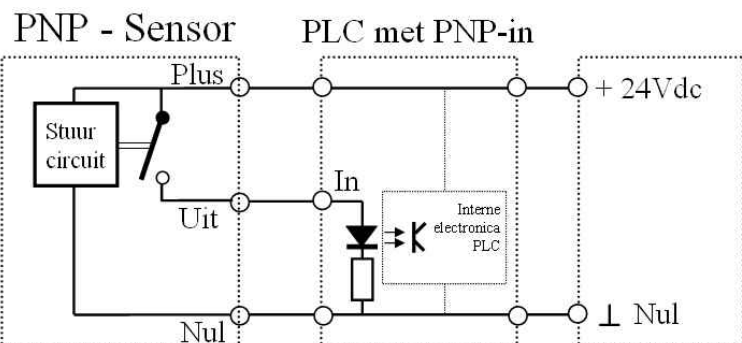 PNP - Sensor
PLC met PNP-in
Plus
+ 24Vdc
Stuur
circuit
In
Uit
Interne
electronica
PLC
Nul
⊥ Nul